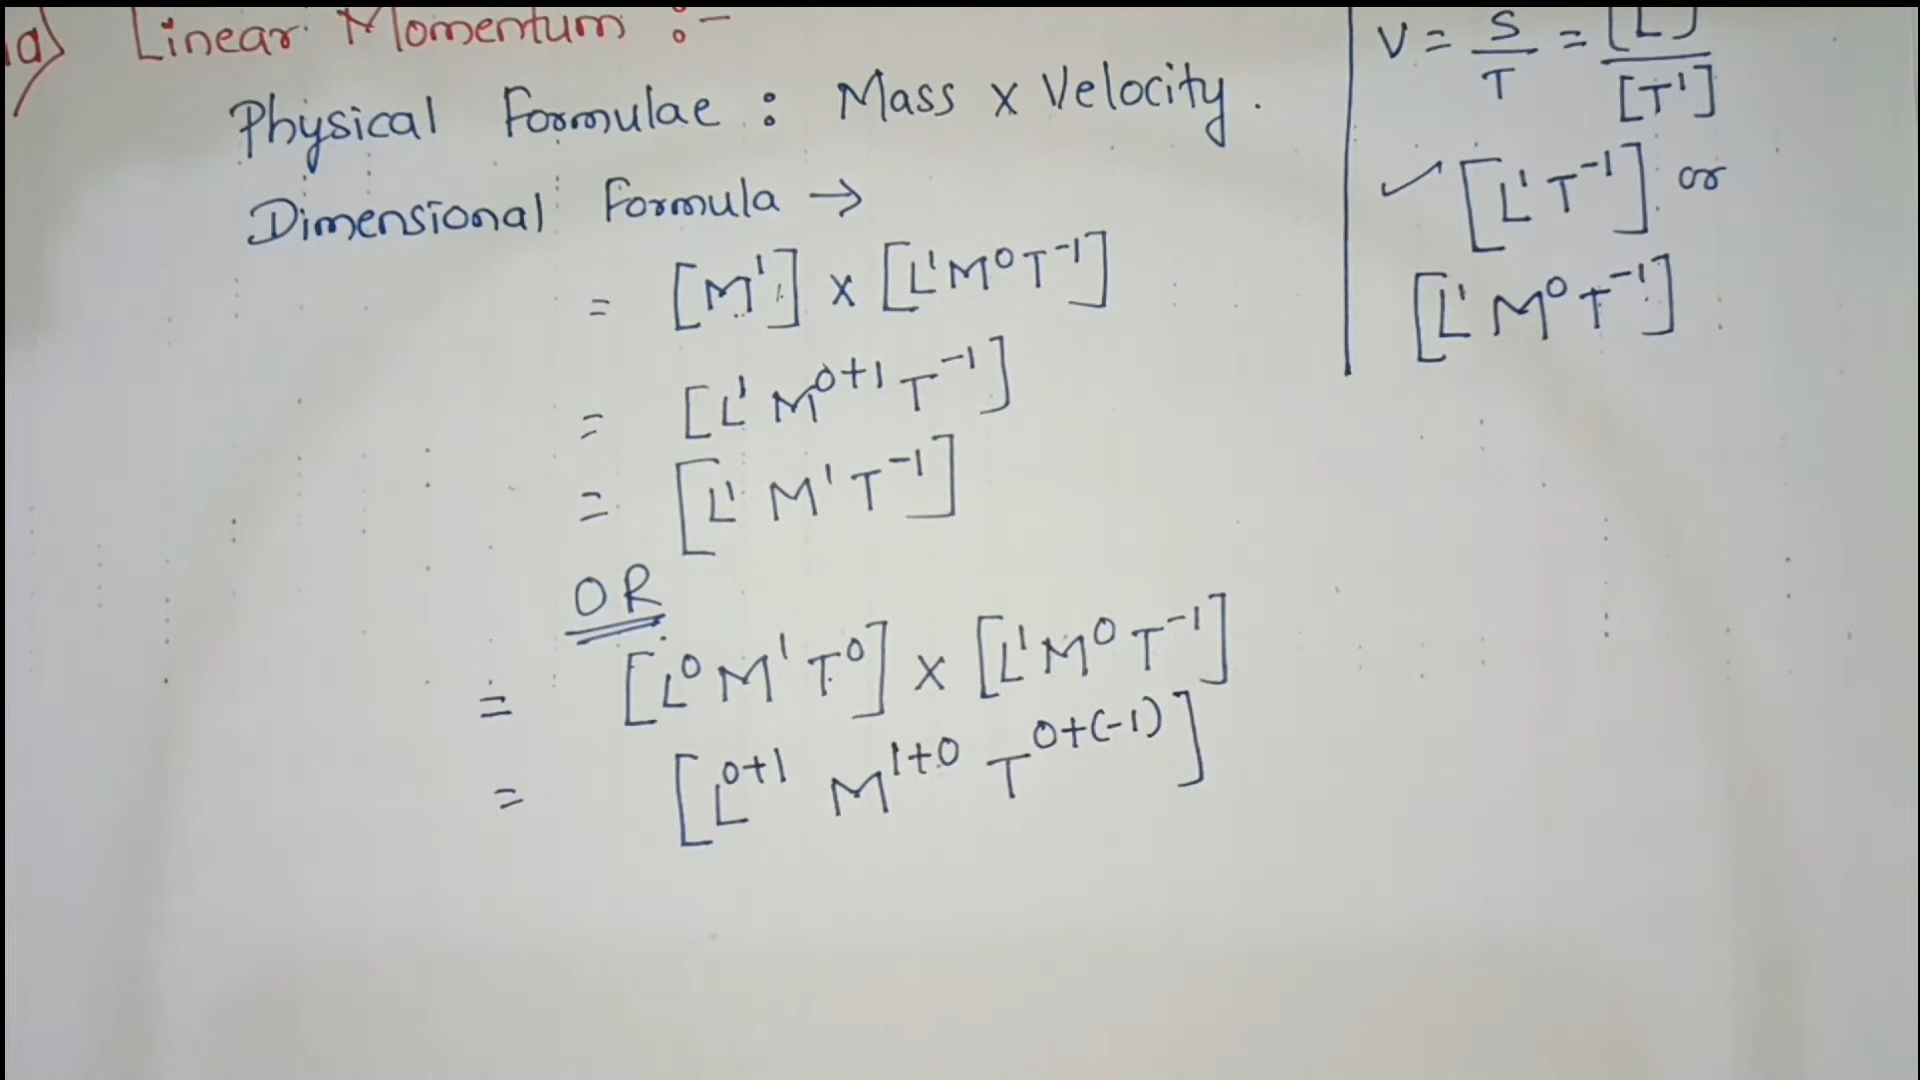 a) Linear Momentum :-
Physical Formulae : Mass x Velocity.
Dimensional Formula →
= [M¹] x [L¹M⁰T⁻¹]
= [L¹ M⁰⁺¹ T⁻¹]
= [L¹ M¹ T⁻¹]
OR
= [L⁰ M¹ T⁰] x [L¹ M⁰ T⁻¹]
= [L⁰⁺¹ M¹⁺⁰ T⁰⁺⁽⁻¹⁾]
V = S/T = [L]/[T¹]
✓ [L¹ T⁻¹] or
[L¹ M⁰ T⁻¹]